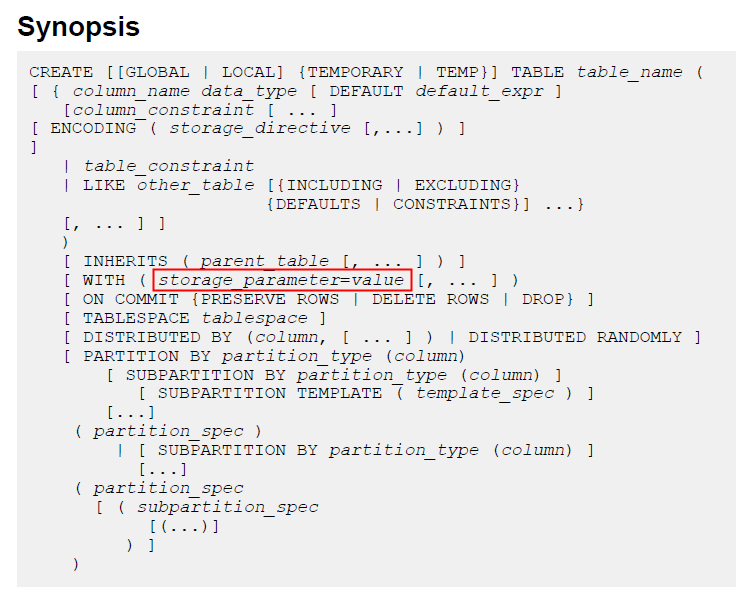 Synopsis
CREATE [[GLOBAL | LOCAL] {TEMPORARY | TEMP}] TABLE table_name (
[ { column_name data_type [ DEFAULT default_expr ]
[column_constraint [ ... ]
[ ENCODING ( storage_directive [,...] ) ]
]
| table_constraint
| LIKE other_table [{INCLUDING | EXCLUDING}
{DEFAULTS | CONSTRAINTS}] ...}
[, ... ] ]
)
[ INHERITS ( parent_table [, ... ] ) ]
[ WITH ( storage_parameter=value [, ... ] )
[ ON COMMIT {PRESERVE ROWS | DELETE ROWS | DROP} ]
[ TABLESPACE tablespace ]
[ DISTRIBUTED BY (column, [ ... ] ) | DISTRIBUTED RANDOMLY ]
[ PARTITION BY partition_type (column)
[ SUBPARTITION BY partition_type (column) ]
[ SUBPARTITION TEMPLATE ( template_spec ) ]
[...]
( partition_spec )
| [ SUBPARTITION BY partition_type (column) ]
[...]
( partition_spec
[ ( subpartition_spec
[(...)]
) ]
)